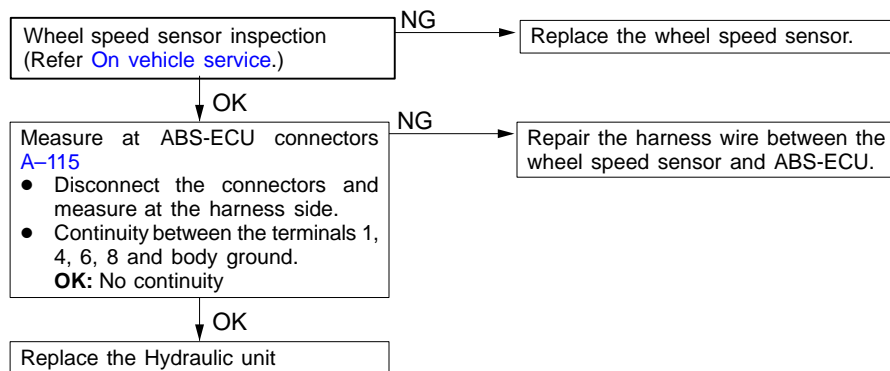 Wheel speed sensor inspection
(Refer On vehicle service.)
NG
Replace the wheel speed sensor.
OK
Measure at ABS-ECU connectors
A–115
● Disconnect the connectors and
measure at the harness side.
● Continuity between the terminals 1,
4, 6, 8 and body ground.
OK: No continuity
NG
Repair the harness wire between the
wheel speed sensor and ABS-ECU.
OK
Replace the Hydraulic unit